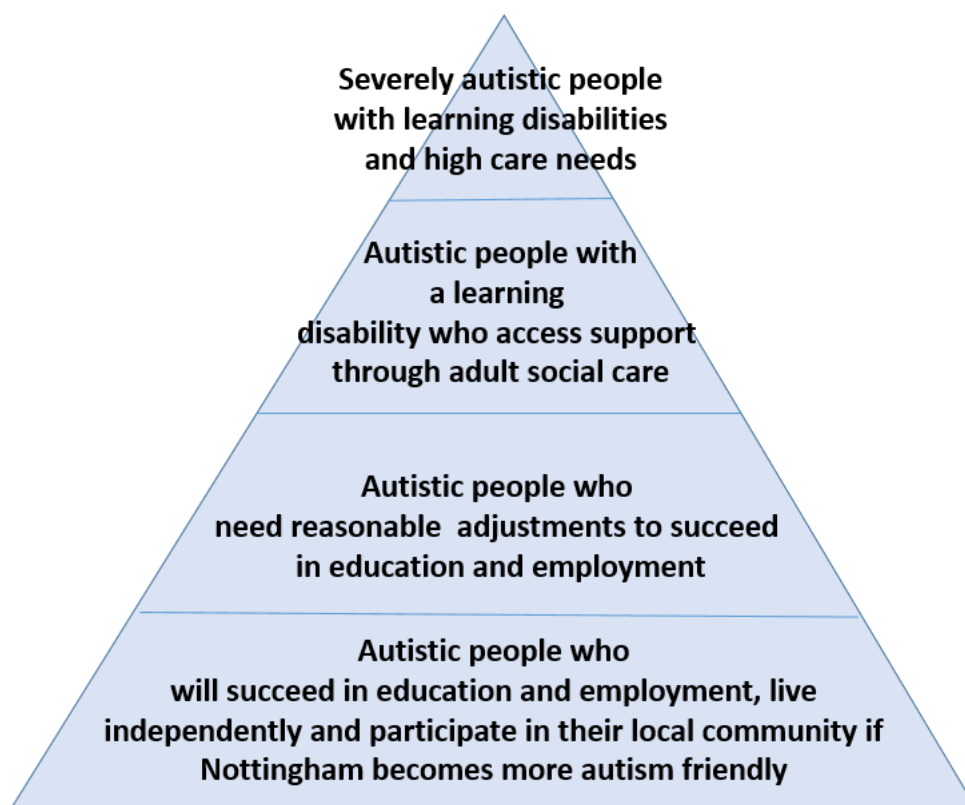 Severely autistic people
with learning disabilities
and high care needs
Autistic people with
a learning
disability who access support
through adult social care
Autistic people who
need reasonable  adjustments to succeed
in education and employment
Autistic people who
will succeed in education and employment, live
independently and participate in their local community if
Nottingham becomes more autism friendly